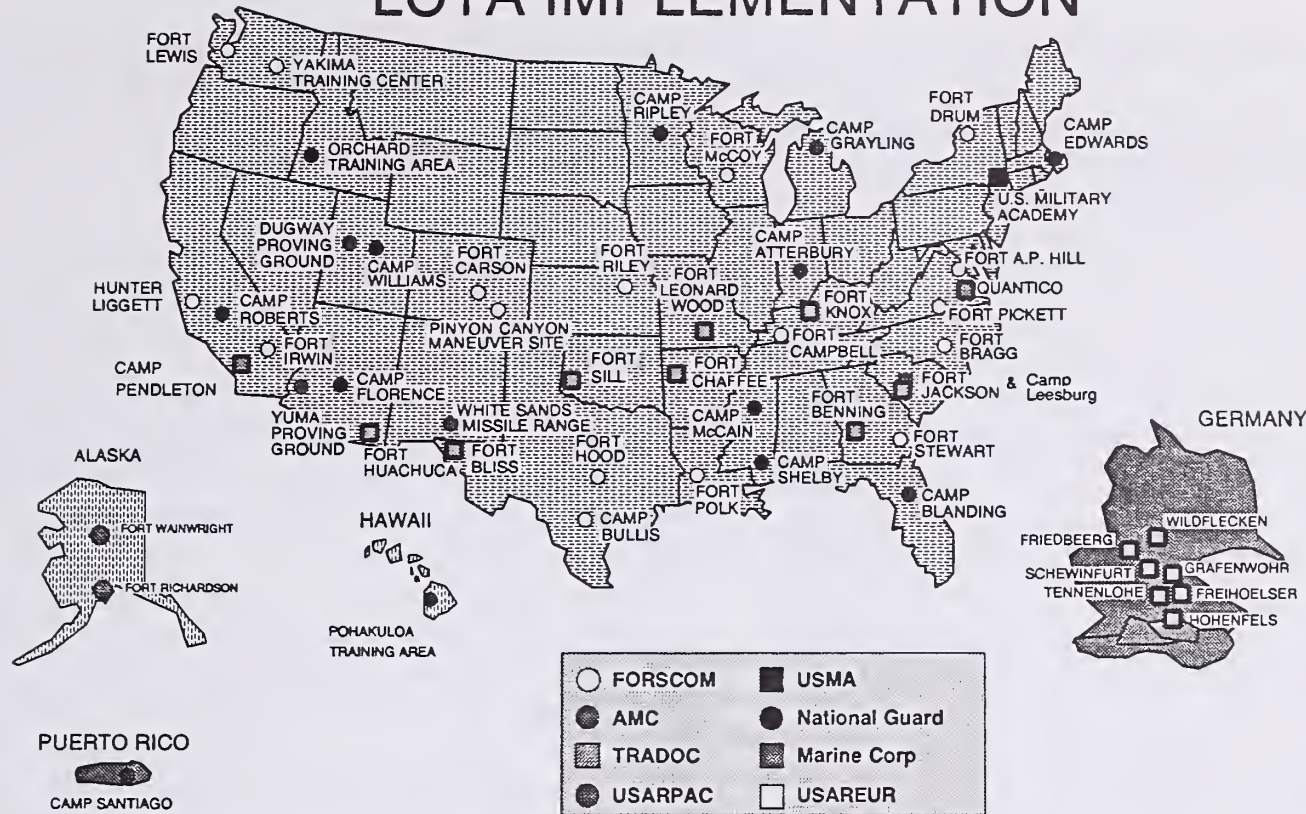 LCTA IMPLEMENTATION
FORT
LEWIS
YAKIMA
TRAINING CENTER
ORCHARD
TRAINING AREA
CAMP
RIPLEY
FORT
McCOY
CAMP
GRAYLING
FORT
DRUM
CAMP
EDWARDS
U.S. MILITARY
ACADEMY
DUGWAY
PROVING
GROUND
CAMP
WILLIAMS
FORT
CARSON
PINYON CANYON
MANEUVER SITE
FORT
RILEY
FORT
LEONARD
WOOD
CAMP
ATTERBURY
FORT
KNOX
FORT A.P. HILL
QUANTICO
FORT PICKETT
HUNTER
LIGGETT
CAMP
ROBERTS
FORT
IRWIN
CAMP
PENDLETON
CAMP
FLORENCE
YUMA
PROVING
GROUND
FORT
HUACHUCA
WHITE SANDS
MISSILE RANGE
FORT
BLISS
FORT
SILL
FORT
CHAFFEE
FORT
CAMPBELL
FORT
BRAGG
FORT
JACKSON
& Camp
Leesburg
CAMP
McCAIN
FORT
BENNING
FORT
STEWART
FORT
HOOD
FORT
POLK
CAMP
SHELBY
CAMP
BLANDING
CAMP
BULLIS
ALASKA
FORT WAINWRIGHT
FORT RICHARDSON
HAWAII
POHAKULOA
TRAINING AREA
GERMANY
WILDFLECKEN
FRIEDBEERG
SCHEWINFURT
GRAFENWOHR
TENNENLOHE
FREIHOELSER
HOHENFELS
PUERTO RICO
CAMP SANTIAGO
FORSCOM
AMC
TRADOC
USARPAC
USMA
National Guard
Marine Corp
USAREUR